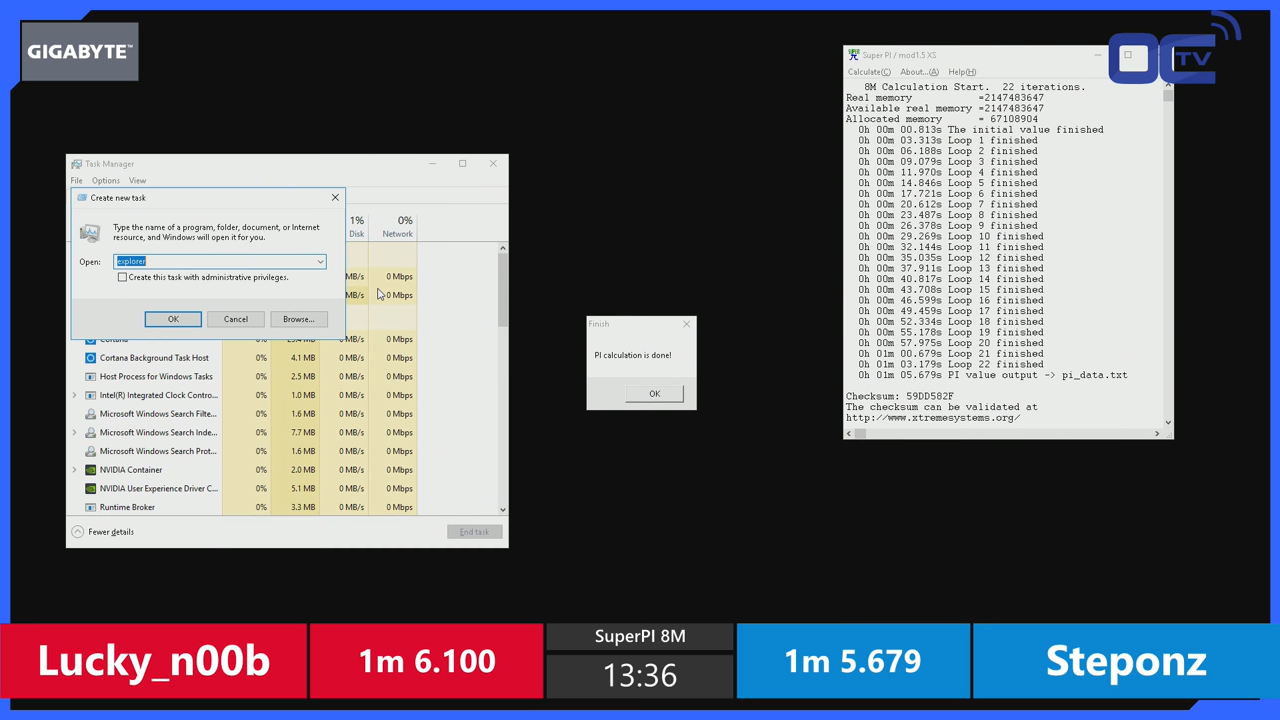 GIGABYTE™
OC TV
Super PI / mod1.5 XS
Calculate(C) About...(A) Help(H)
8M Calculation Start. 22 iterations.
Real memory =2147483647
Available real memory =2147483647
Allocated memory = 67108904
0h 00m 00.813s The initial value finished
0h 00m 03.313s Loop 1 finished
0h 00m 06.188s Loop 2 finished
0h 00m 09.079s Loop 3 finished
0h 00m 11.970s Loop 4 finished
0h 00m 14.846s Loop 5 finished
0h 00m 17.721s Loop 6 finished
0h 00m 20.612s Loop 7 finished
0h 00m 23.487s Loop 8 finished
0h 00m 26.378s Loop 9 finished
0h 00m 29.269s Loop 10 finished
0h 00m 32.144s Loop 11 finished
0h 00m 35.035s Loop 12 finished
0h 00m 37.911s Loop 13 finished
0h 00m 40.817s Loop 14 finished
0h 00m 43.708s Loop 15 finished
0h 00m 46.599s Loop 16 finished
0h 00m 49.459s Loop 17 finished
0h 00m 52.334s Loop 18 finished
0h 00m 55.178s Loop 19 finished
0h 00m 57.975s Loop 20 finished
0h 01m 00.679s Loop 21 finished
0h 01m 03.179s Loop 22 finished
0h 01m 05.679s PI value output -> pi_data.txt
Checksum: 59DD582F
The checksum can be validated at
http://www.xtremesystems.org/
Task Manager
File Options View
Create new task
Type the name of a program, folder, document, or Internet
resource, and Windows will open it for you.
Open: explorer
Create this task with administrative privileges.
OK Cancel Browse...
1% 0%
Disk Network
MB/s 0 Mbps
MB/s 0 Mbps
Cortana 0% 0 MB/s 0 Mbps
Cortana Background Task Host 0% 4.1 MB 0 MB/s 0 Mbps
Host Process for Windows Tasks 0% 2.5 MB 0 MB/s 0 Mbps
Intel(R) Integrated Clock Contro... 0% 1.0 MB 0 MB/s 0 Mbps
Microsoft Windows Search Filte... 0% 1.6 MB 0 MB/s 0 Mbps
Microsoft Windows Search Inde... 0% 7.7 MB 0 MB/s 0 Mbps
Microsoft Windows Search Prot... 0% 1.6 MB 0 MB/s 0 Mbps
NVIDIA Container 0% 2.0 MB 0 MB/s 0 Mbps
NVIDIA User Experience Driver C... 0% 5.1 MB 0 MB/s 0 Mbps
Runtime Broker 0% 3.3 MB 0 MB/s 0 Mbps
Fewer details End task
Finish
PI calculation is done!
OK
Lucky_n00b
1m 6.100
SuperPI 8M
13:36
1m 5.679
Steponz